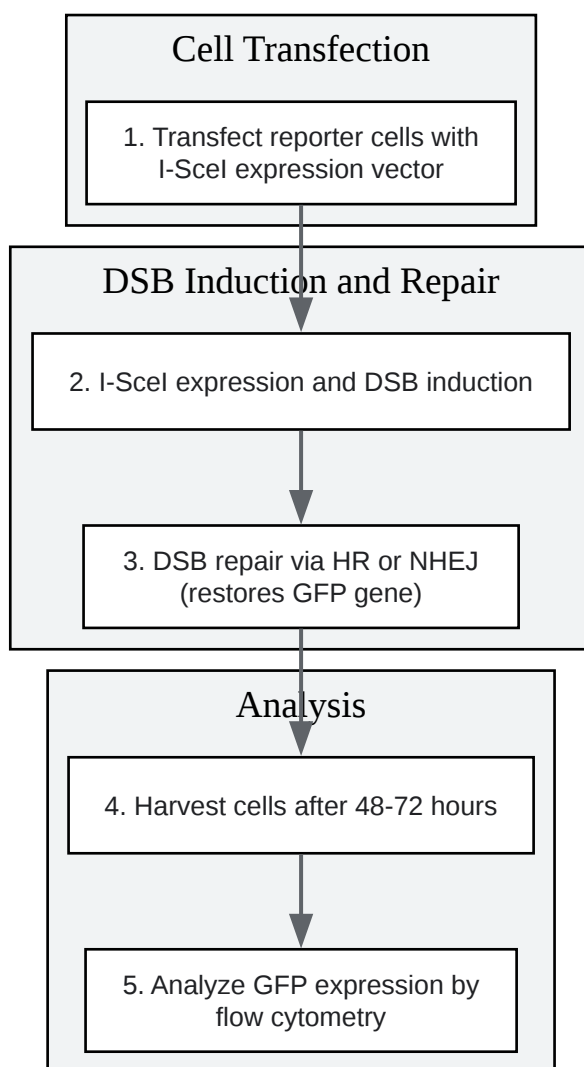 Cell Transfection
1. Transfect reporter cells with
I-SceI expression vector
DSB Induction and Repair
2. I-SceI expression and DSB induction
3. DSB repair via HR or NHEJ
(restores GFP gene)
Analysis
4. Harvest cells after 48-72 hours
5. Analyze GFP expression by
flow cytometry